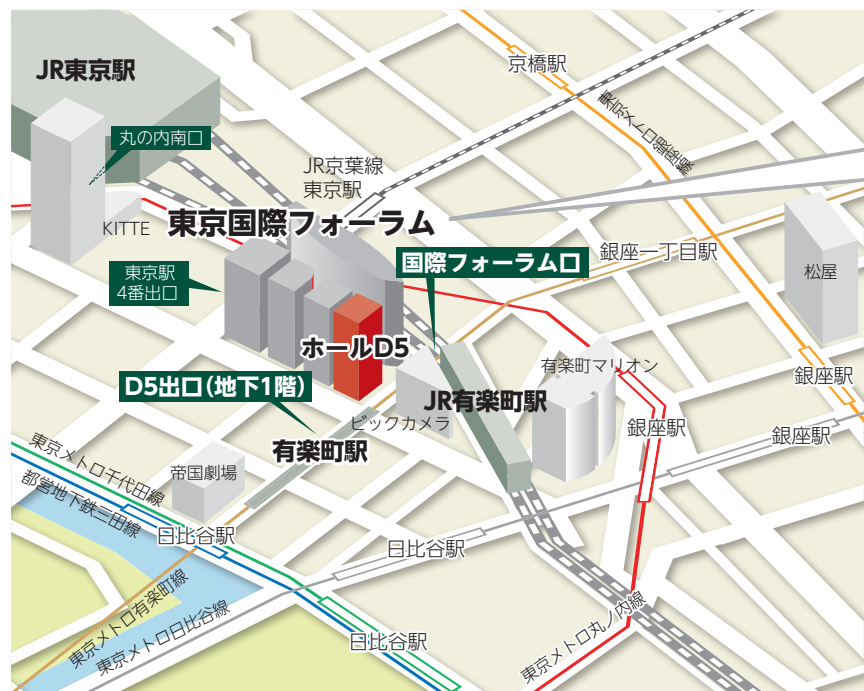 JR東京駅
京橋駅
東京メトロ銀座線
丸の内南口
JR京葉線
東京駅
KITTE
東京国際フォーラム
銀座一丁目駅
国際フォーラム口
松屋
東京駅
4番出口
ホールD5
有楽町マリオン
D5出口（地下1階）
JR有楽町駅
銀座駅
ビックカメラ
銀座駅
銀座駅
有楽町駅
東京メトロ千代田線
帝国劇場
都営地下鉄三田線
日比谷駅
日比谷駅
東京メトロ有楽町線
東京メトロ日比谷線
日比谷駅
東京メトロ丸ノ内線